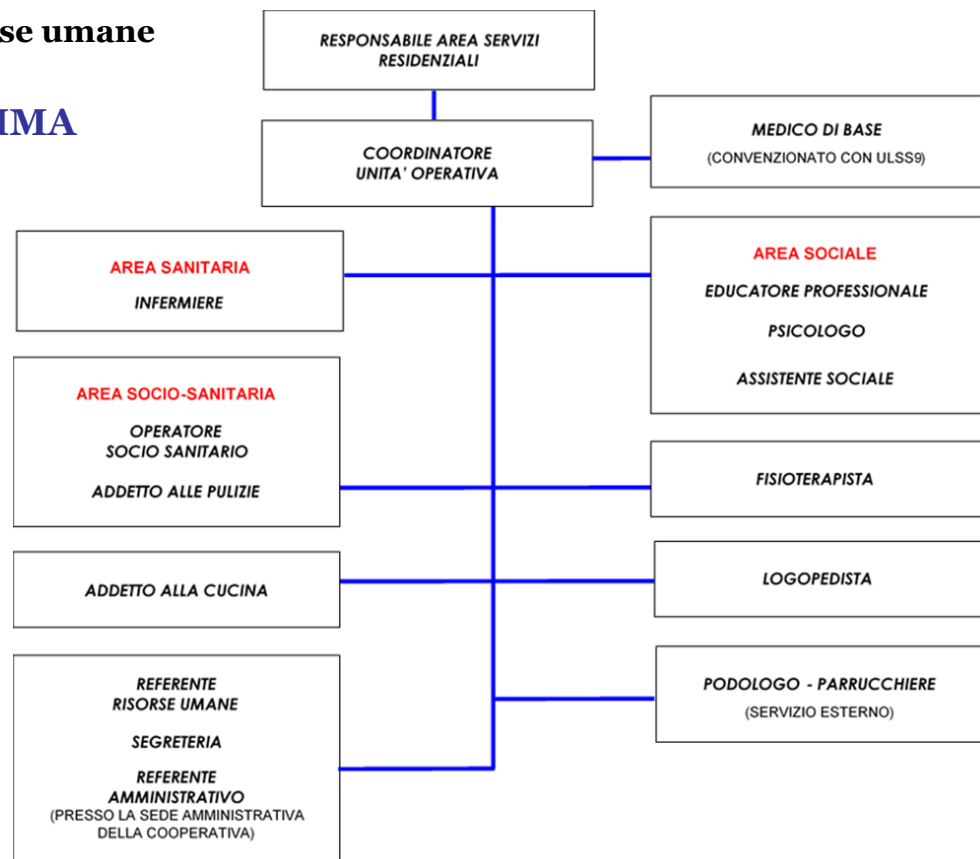 se umane
IMA
RESPONSABILE AREA SERVIZI
RESIDENZIALI
COORDINATORE
UNITA' OPERATIVA
MEDICO DI BASE
(CONVENZIONATO CON ULSS9)
AREA SANITARIA
INFERMIERE
AREA SOCIALE
EDUCATORE PROFESSIONALE
PSICOLOGO
ASSISTENTE SOCIALE
AREA SOCIO-SANITARIA
OPERATORE
SOCIO SANITARIO
ADDETTO ALLE PULIZIE
FISIOTERAPISTA
ADDETTO ALLA CUCINA
LOGOPEDISTA
REFERENTE
RISORSE UMANE
SEGRETERIA
REFERENTE
AMMINISTRATIVO
(PRESSO LA SEDE AMMINISTRATIVA
DELLA COOPERATIVA)
PODOLOGO - PARRUCCHIERE
(SERVIZIO ESTERNO)